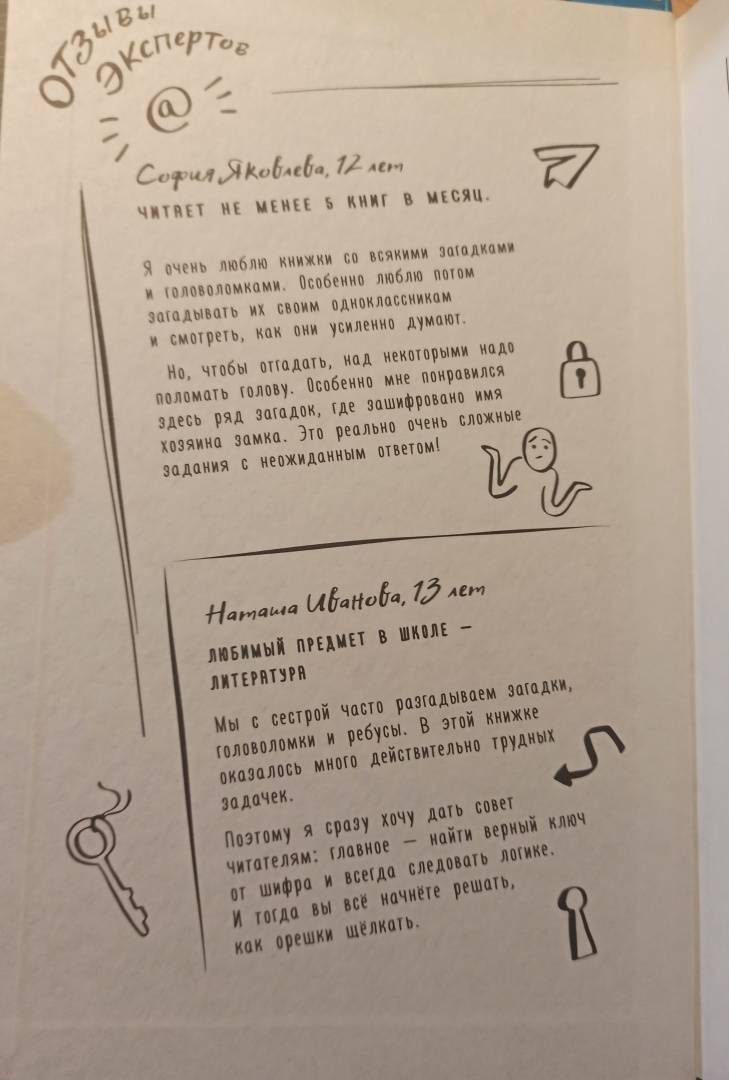 Отзывы
экспертов
@
София Яковлева, 12 лет
ЧИТАЕТ НЕ МЕНЕЕ 5 КНИГ В МЕСЯЦ.
Я очень люблю книжки со всякими загадками
и головоломками. Особенно люблю потом
загадывать их своим одноклассникам
и смотреть, как они усиленно думают.
Но, чтобы отгадать, над некоторыми надо
поломать голову. Особенно мне понравился
здесь ряд загадок, где зашифровано имя
хозяина замка. Это реально очень сложные
задания с неожиданным ответом!
Наташа Иванова, 13 лет
ЛЮБИМЫЙ ПРЕДМЕТ В ШКОЛЕ –
ЛИТЕРАТУРА
Мы с сестрой часто разгадываем загадки,
головоломки и ребусы. В этой книжке
оказалось много действительно трудных
задачек.
Поэтому я сразу хочу дать совет
читателям: главное – найти верный ключ
от шифра и всегда следовать логике.
И тогда вы всё начнёте решать,
как орешки щёлкать.